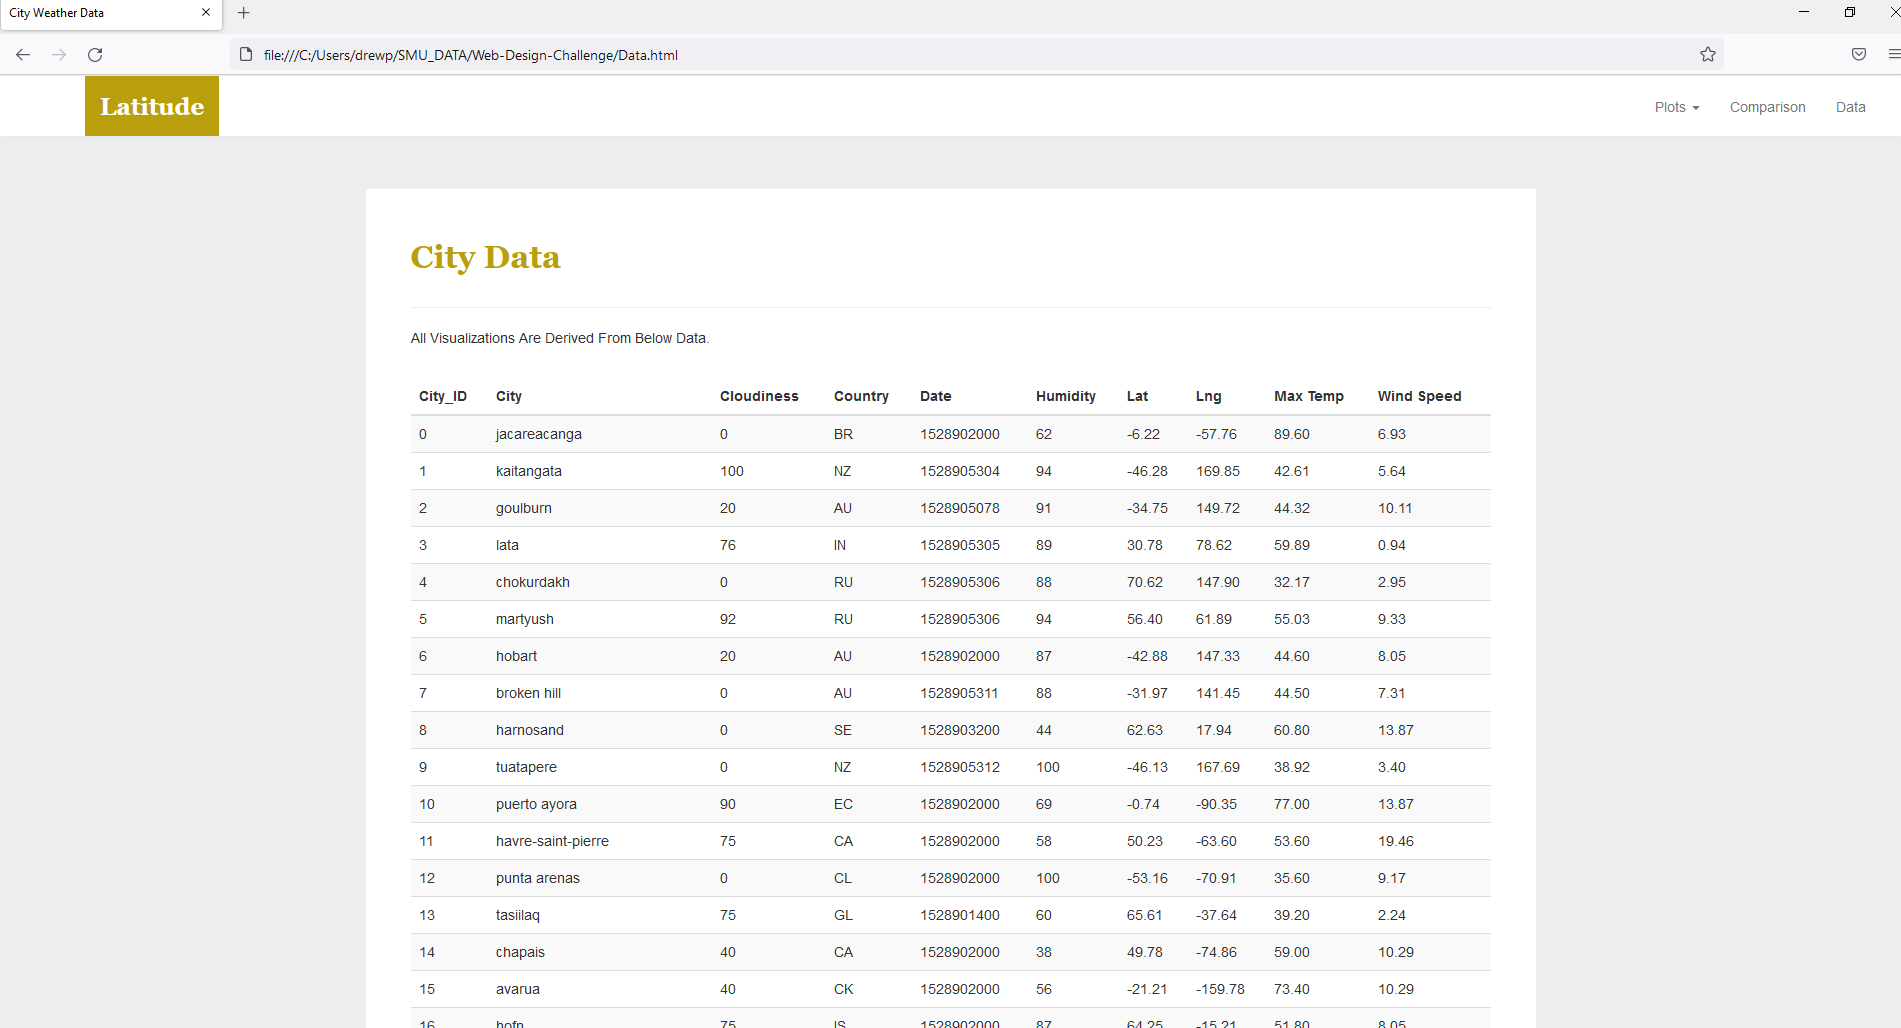 City Weather Data
file:///C:/Users/drewp/SMU_DATA/Web-Design-Challenge/Data.html
Latitude Plots Comparison Data
City Data
All Visualizations Are Derived From Below Data.
City_ID City Cloudiness Country Date Humidity Lat Lng Max Temp Wind Speed
0 jacareacanga 0 BR 1528902000 62 -6.22 -57.76 89.60 6.93
1 kaitangata 100 NZ 1528905304 94 -46.28 169.85 42.61 5.64
2 goulburn 20 AU 1528905078 91 -34.75 149.72 44.32 10.11
3 lata 76 IN 1528905305 89 30.78 78.62 59.89 0.94
4 chokurdakh 0 RU 1528905306 88 70.62 147.90 32.17 2.95
5 martyush 92 RU 1528905306 94 56.40 61.89 55.03 9.33
6 hobart 20 AU 1528902000 87 -42.88 147.33 44.60 8.05
7 broken hill 0 AU 1528905311 88 -31.97 141.45 44.50 7.31
8 harnosand 0 SE 1528903200 44 62.63 17.94 60.80 13.87
9 tuatapere 0 NZ 1528905312 100 -46.13 167.69 38.92 3.40
10 puerto ayora 90 EC 1528902000 69 -0.74 -90.35 77.00 13.87
11 havre-saint-pierre 75 CA 1528902000 58 50.23 -63.60 53.60 19.46
12 punta arenas 0 CL 1528902000 100 -53.16 -70.91 35.60 9.17
13 tasiilaq 75 GL 1528901400 60 65.61 -37.64 39.20 2.24
14 chapais 40 CA 1528902000 38 49.78 -74.86 59.00 10.29
15 avarua 40 CK 1528902000 56 -21.21 -159.78 73.40 10.29
16 hofn 75 IS 1528902000 87 64.25 -15.21 51.80 8.05